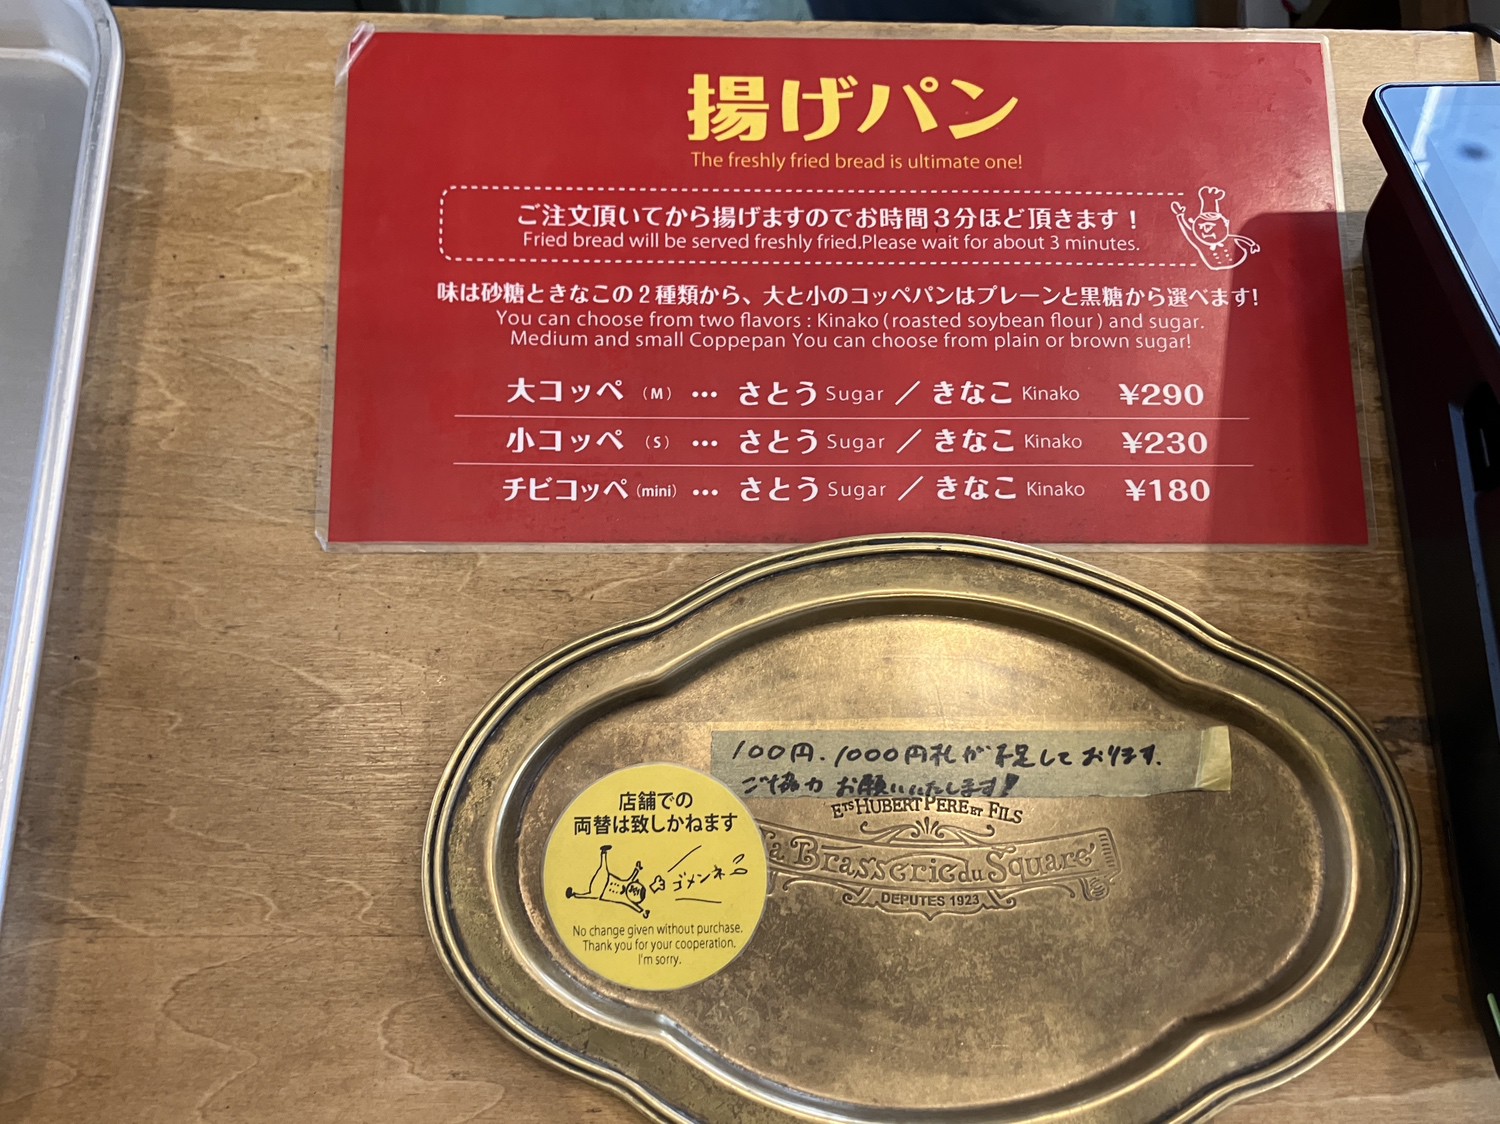 揚げパン
The freshly fried bread is ultimate one!
ご注文頂いてから揚げますのでお時間3分ほど頂きます！
Fried bread will be served freshly fried.Please wait for about 3 minutes.
味は砂糖ときなこの2種類から、大と小のコッペパンはプレーンと黒糖から選べます!
You can choose from two flavors : Kinako (roasted soybean flour) and sugar.
Medium and small Coppepan You can choose from plain or brown sugar!
大コッペ (M) … さとう Sugar ／ きなこ Kinako ¥290
小コッペ (S) … さとう Sugar ／ きなこ Kinako ¥230
チビコッペ (mini) … さとう Sugar ／ きなこ Kinako ¥180
100円.1000円札が不足しております.
ご協力お願いいたします!
ETS HUBERT PERE ET FILS
a Brasserie du Square
DEPUTES 1923
店舗での
両替は致しかねます
ゴメンネ
No change given without purchase.
Thank you for your cooperation.
I'm sorry.